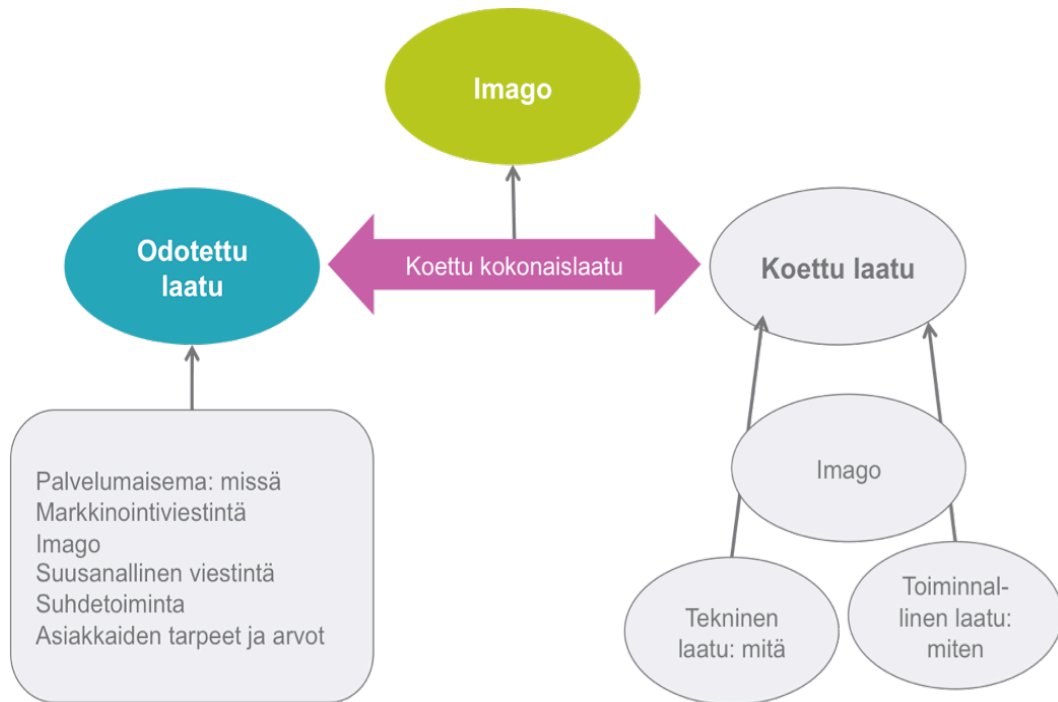 Imago
Odotettu
laatu
Koettu kokonaislaatu
Koettu laatu
Palvelumaisema: missä
Markkinointiviestintä
Imago
Suusanallinen viestintä
Suhdetoiminta
Asiakkaiden tarpeet ja arvot
Imago
Tekninen
laatu: mitä
Toiminnal-
linen laatu:
miten